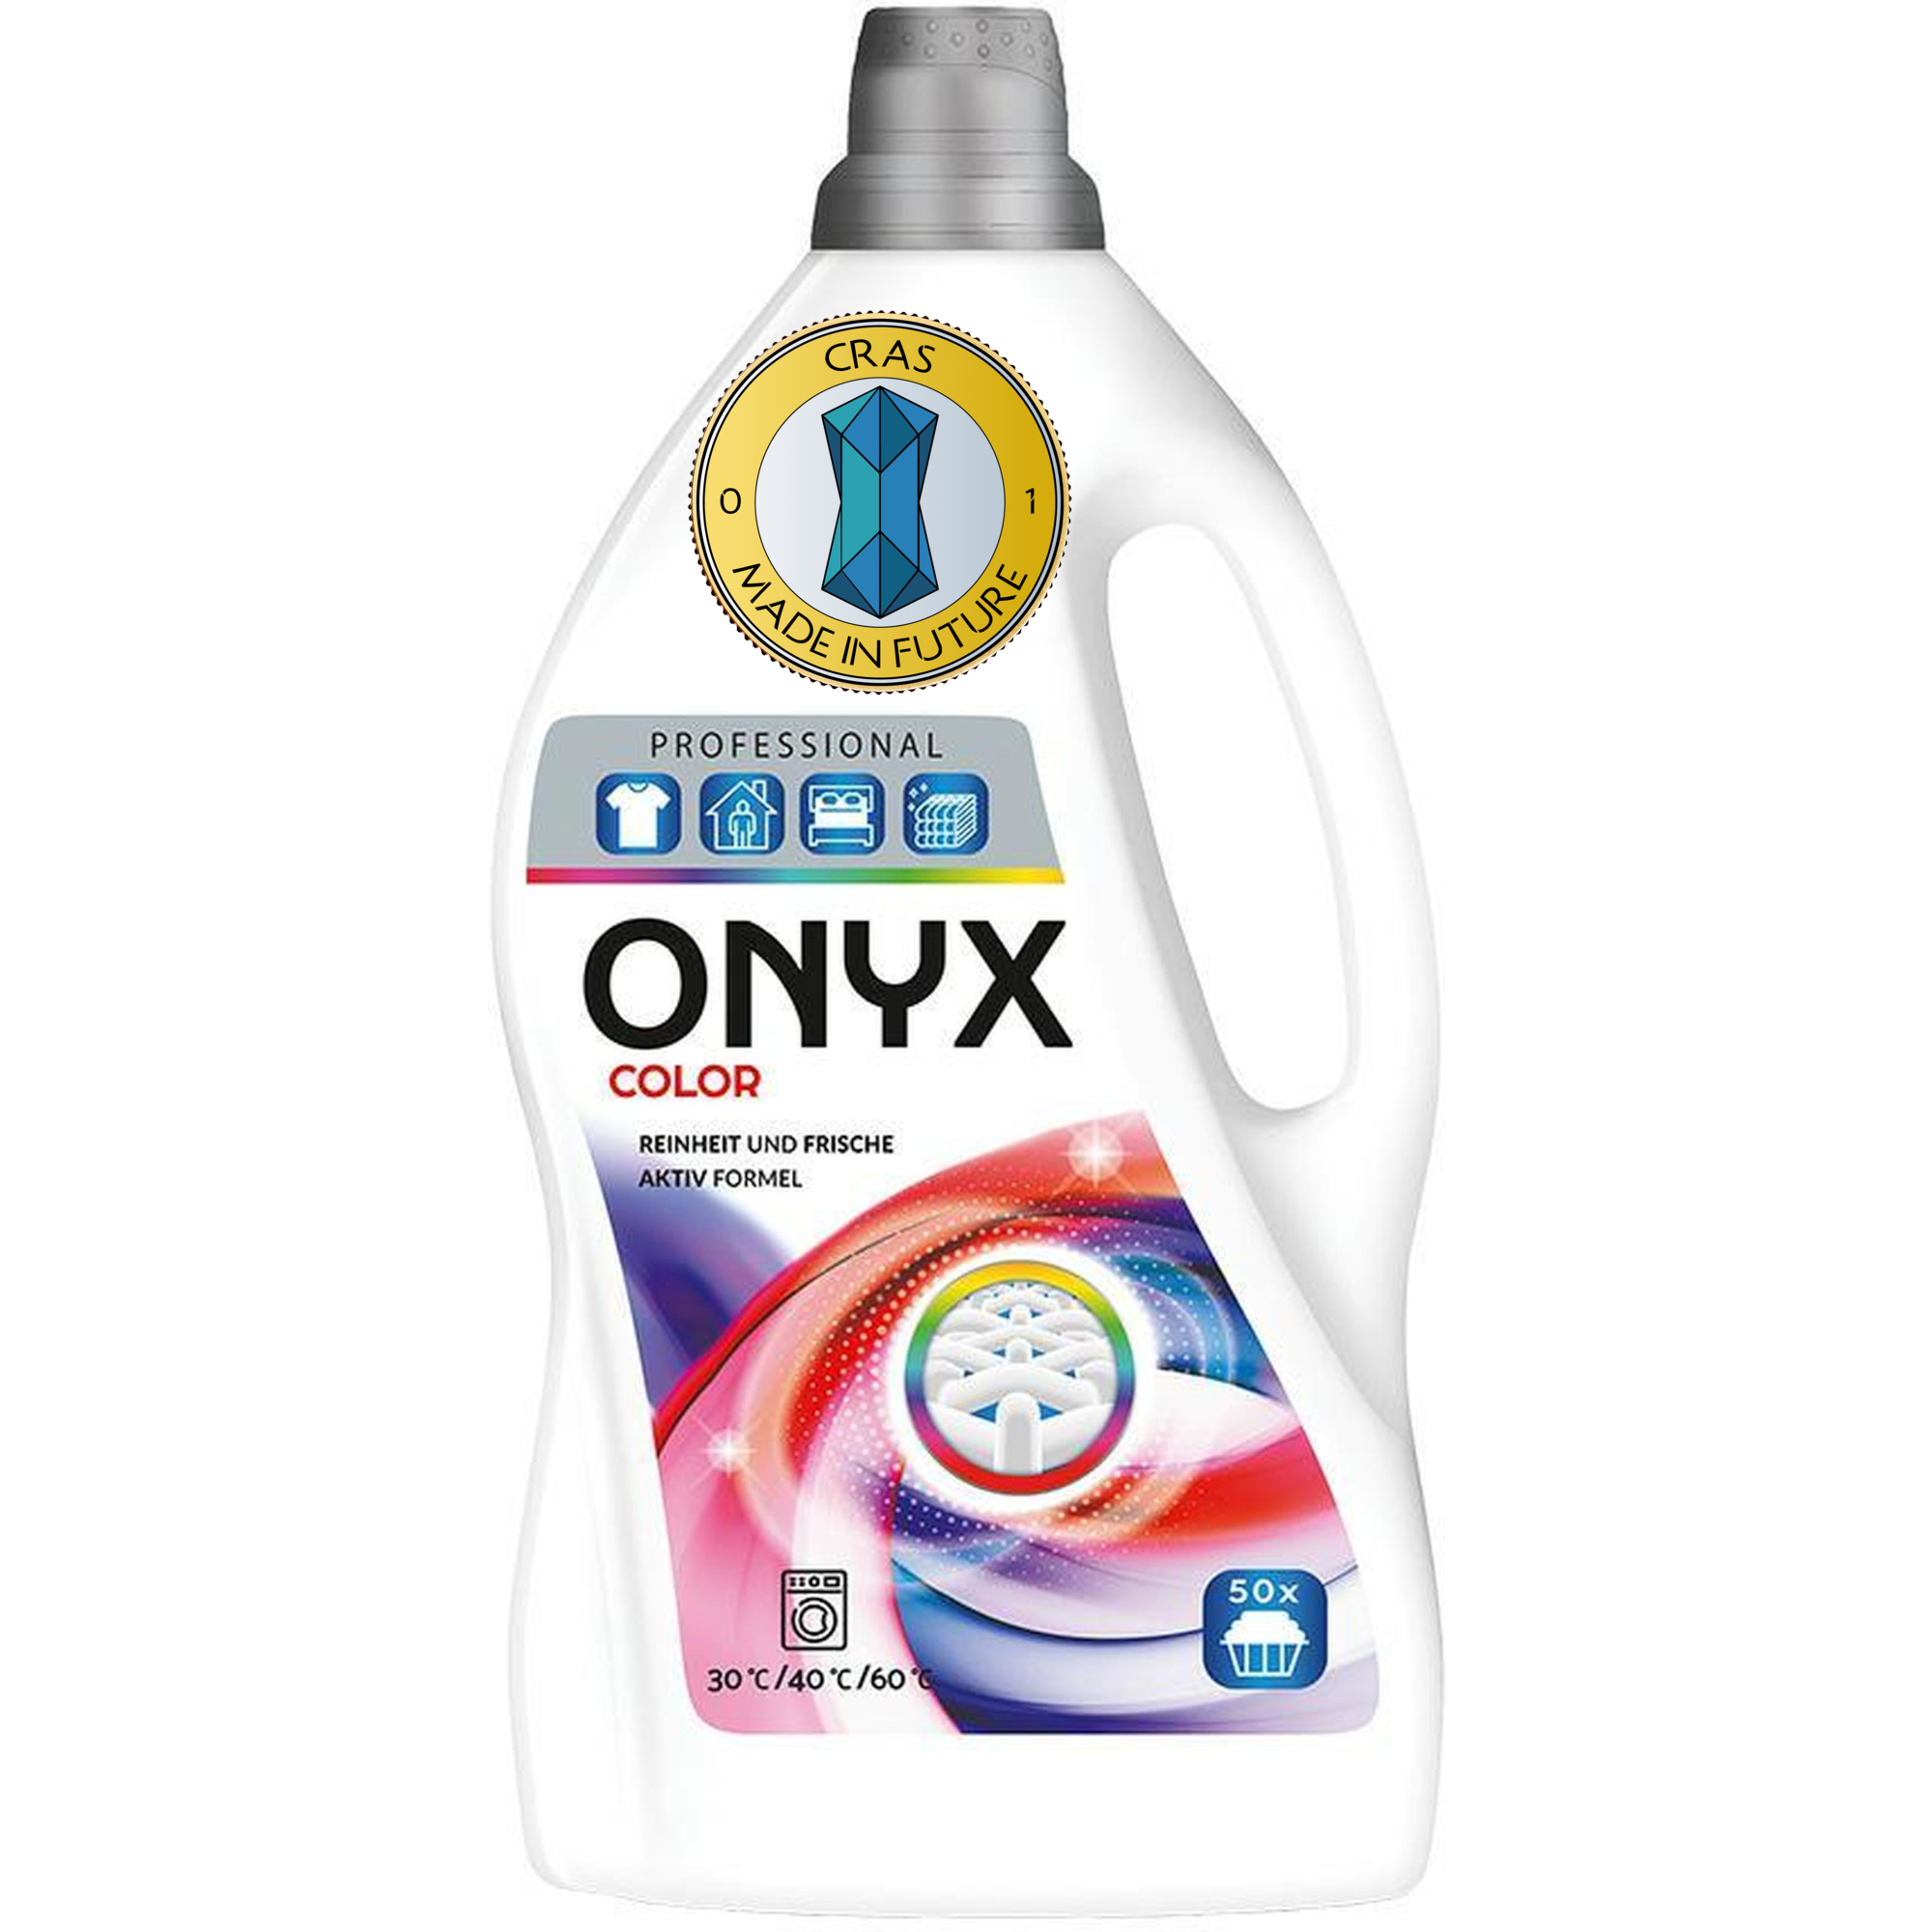 CRAS
0 1
MADE IN FUTURE
PROFESSIONAL
ONYX
COLOR
REINHEIT UND FRISCHE
AKTIV FORMEL
50x
30 °C /40 °C /60 °C